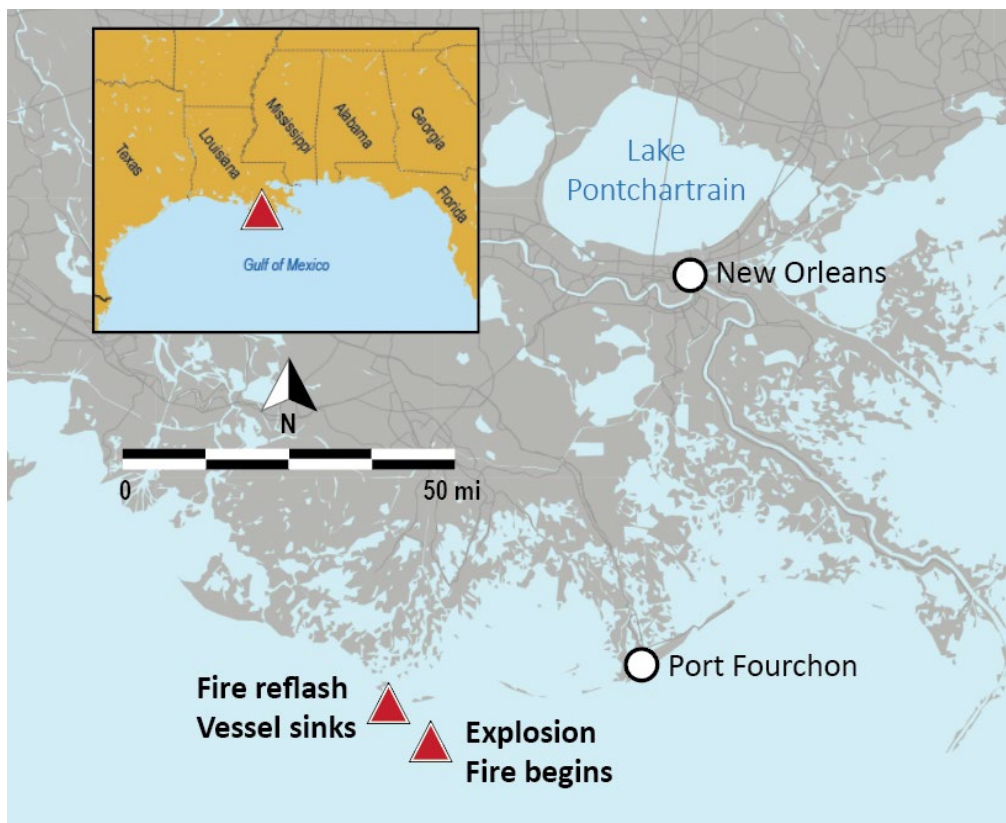 Texas
Louisiana
Mississippi
Alabama
Georgia
Florida
Gulf of Mexico
Lake
Pontchartrain
New Orleans
N
0
50 mi
Port Fourchon
Fire reflash
Vessel sinks
Explosion
Fire begins